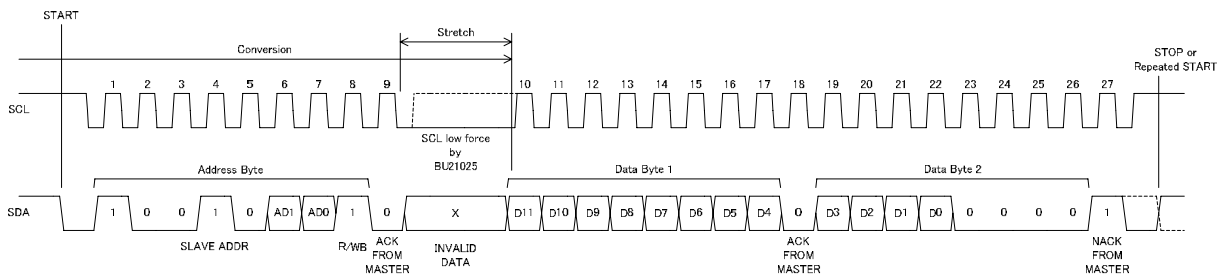 START
Stretch
Conversion
STOP or
Repeated START
1 2 3 4 5 6 7 8 9 10 11 12 13 14 15 16 17 18 19 20 21 22 23 24 25 26 27
SCL
SCL low force
by
BU21025
Address Byte
Data Byte 1
Data Byte 2
SDA
1 0 0 1 0 AD1 AD0 1 0 X D11 D10 D9 D8 D7 D6 D5 D4 0 D3 D2 D1 D0 0 0 0 0 1
SLAVE ADDR
R/WB
ACK
FROM
MASTER
INVALID
DATA
ACK
FROM
MASTER
NACK
FROM
MASTER